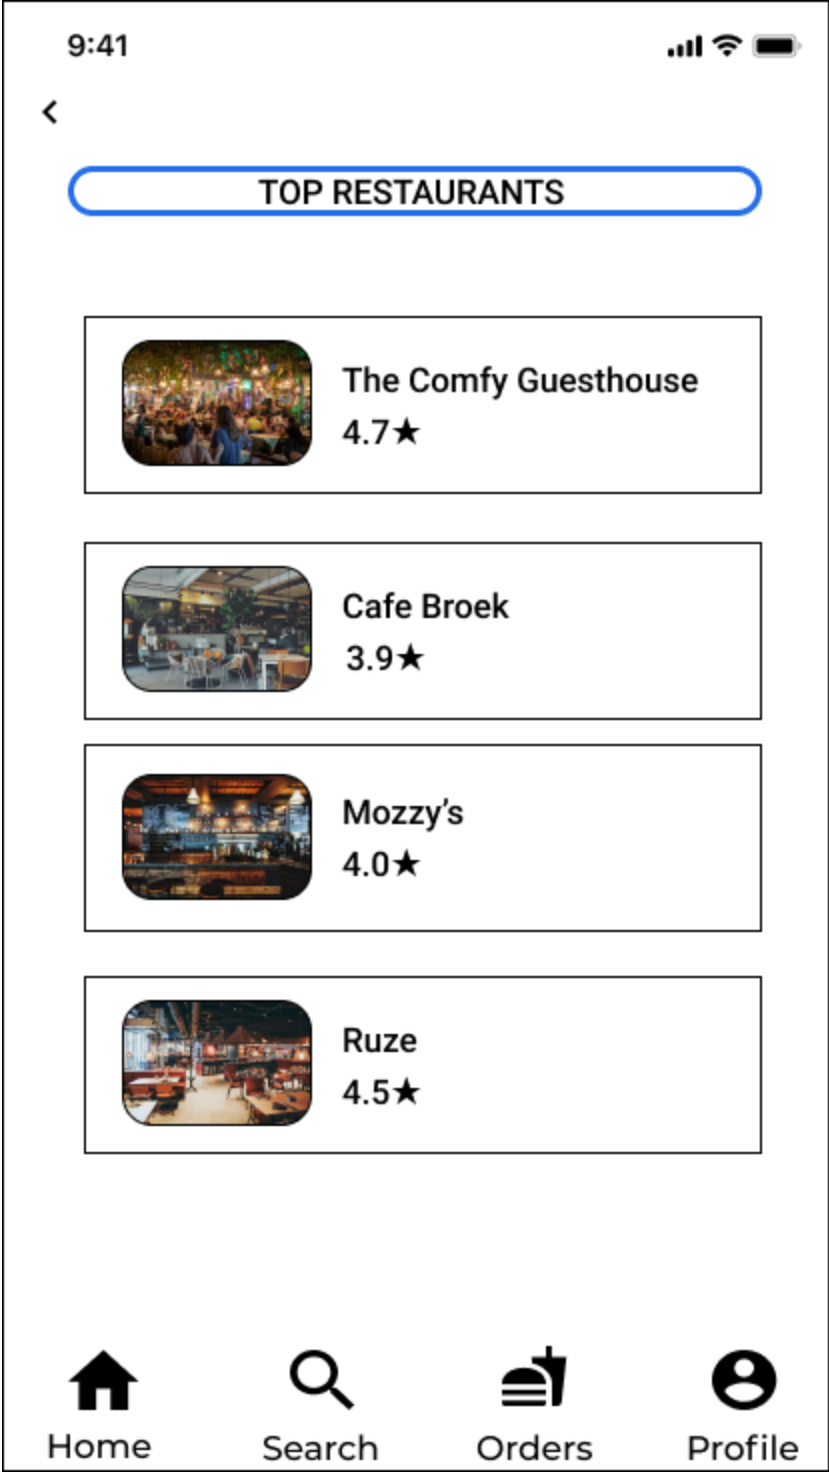 9:41
TOP RESTAURANTS
The Comfy Guesthouse
4.7★
Cafe Broek
3.9★
Mozzy’s
4.0★
Ruze
4.5★
Home Search Orders Profile